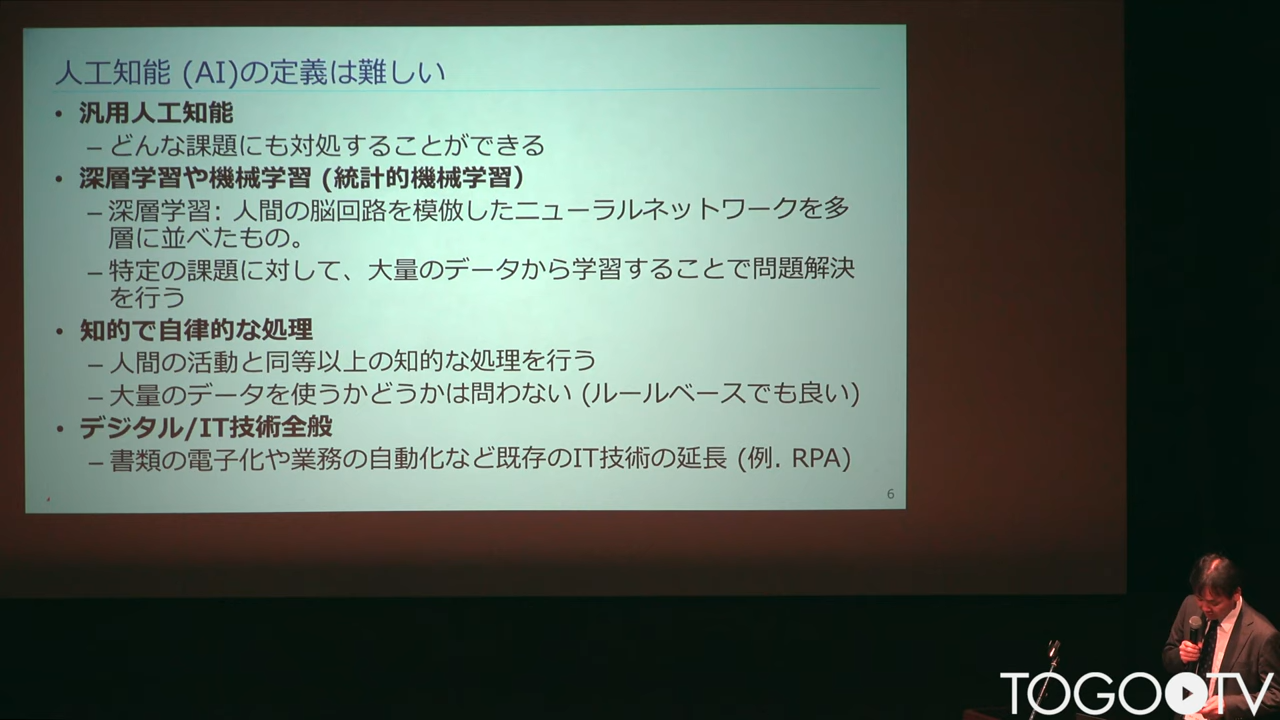 人工知能 (AI)の定義は難しい
• 汎用人工知能
– どんな課題にも対処することができる
• 深層学習や機械学習 (統計的機械学習）
– 深層学習: 人間の脳回路を模倣したニューラルネットワークを多
層に並べたもの。
– 特定の課題に対して、大量のデータから学習することで問題解決
を行う
• 知的で自律的な処理
– 人間の活動と同等以上の知的な処理を行う
– 大量のデータを使うかどうかは問わない (ルールベースでも良い)
• デジタル/IT技術全般
– 書類の電子化や業務の自動化など既存のIT技術の延長 (例. RPA)
6
TOGO TV